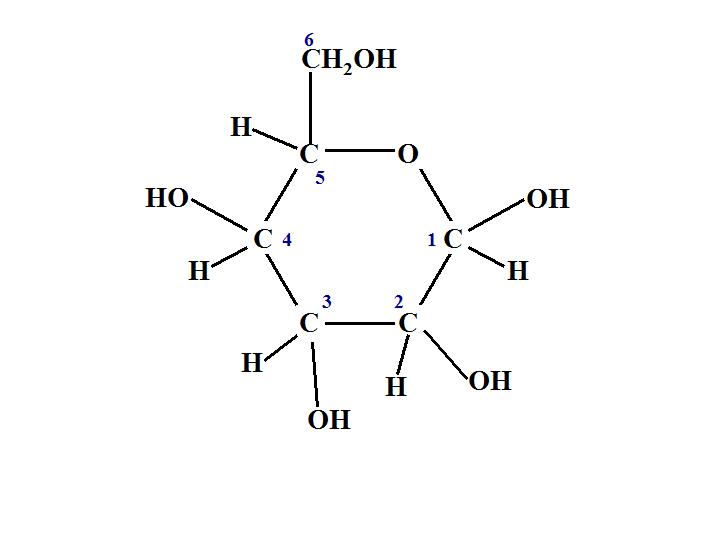 6
CH₂OH
H
C O
5
HO OH
C 4 1 C
H H
3 2
C C
H H OH
OH